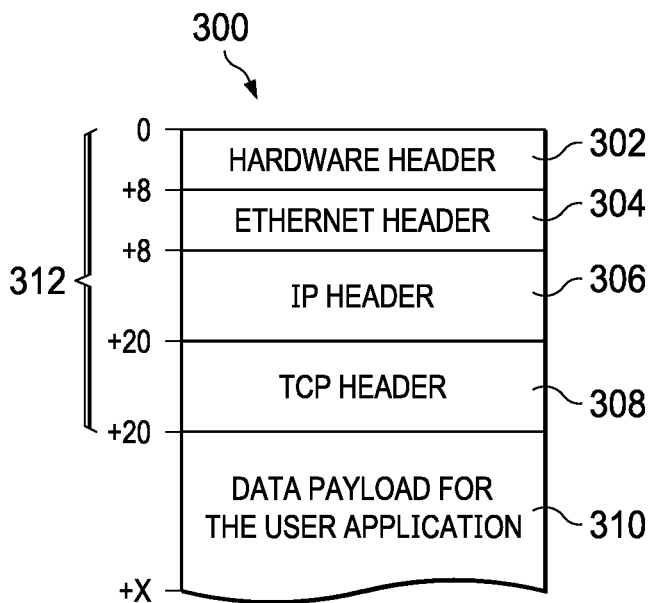 300
0
HARDWARE HEADER
302
+8
ETHERNET HEADER
304
+8
312
IP HEADER
306
+20
TCP HEADER
308
+20
DATA PAYLOAD FOR
THE USER APPLICATION
310
+X